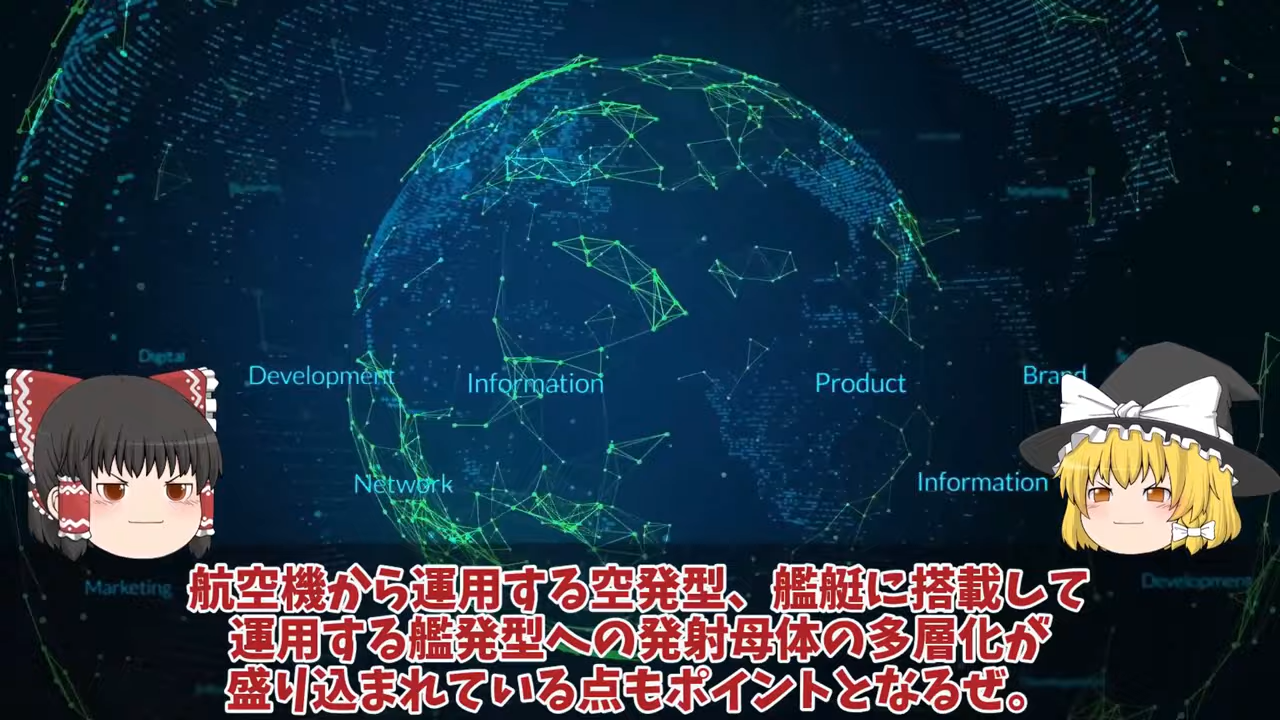 Digital
Development
Information
Product
Brand
Network
Information
Marketing
Development
航空機から運用する空発型、艦艇に搭載して
運用する艦発型への発射母体の多層化が
盛り込まれている点もポイントとなるぜ。